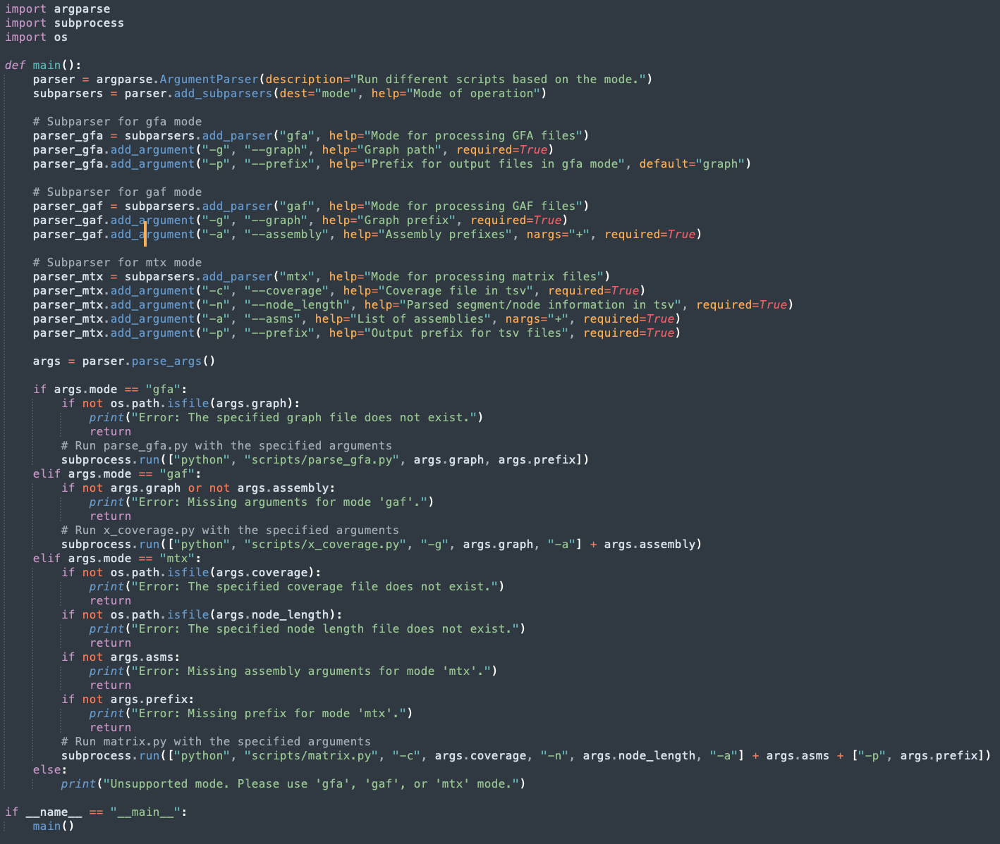 import argparse
import subprocess
import os

def main():
    parser = argparse.ArgumentParser(description="Run different scripts based on the mode.")
    subparsers = parser.add_subparsers(dest="mode", help="Mode of operation")

    # Subparser for gfa mode
    parser_gfa = subparsers.add_parser("gfa", help="Mode for processing GFA files")
    parser_gfa.add_argument("-g", "--graph", help="Graph path", required=True)
    parser_gfa.add_argument("-p", "--prefix", help="Prefix for output files in gfa mode", default="graph")

    # Subparser for gaf mode
    parser_gaf = subparsers.add_parser("gaf", help="Mode for processing GAF files")
    parser_gaf.add_argument("-g", "--graph", help="Graph prefix", required=True)
    parser_gaf.add_argument("-a", "--assembly", help="Assembly prefixes", nargs="+", required=True)

    # Subparser for mtx mode
    parser_mtx = subparsers.add_parser("mtx", help="Mode for processing matrix files")
    parser_mtx.add_argument("-c", "--coverage", help="Coverage file in tsv", required=True)
    parser_mtx.add_argument("-n", "--node_length", help="Parsed segment/node information in tsv", required=True)
    parser_mtx.add_argument("-a", "--asms", help="List of assemblies", nargs="+", required=True)
    parser_mtx.add_argument("-p", "--prefix", help="Output prefix for tsv files", required=True)

    args = parser.parse_args()

    if args.mode == "gfa":
        if not os.path.isfile(args.graph):
            print("Error: The specified graph file does not exist.")
            return
        # Run parse_gfa.py with the specified arguments
        subprocess.run(["python", "scripts/parse_gfa.py", args.graph, args.prefix])
    elif args.mode == "gaf":
        if not args.graph or not args.assembly:
            print("Error: Missing arguments for mode 'gaf'.")
            return
        # Run x_coverage.py with the specified arguments
        subprocess.run(["python", "scripts/x_coverage.py", "-g", args.graph, "-a"] + args.assembly)
    elif args.mode == "mtx":
        if not os.path.isfile(args.coverage):
            print("Error: The specified coverage file does not exist.")
            return
        if not os.path.isfile(args.node_length):
            print("Error: The specified node length file does not exist.")
            return
        if not args.asms:
            print("Error: Missing assembly arguments for mode 'mtx'.")
            return
        if not args.prefix:
            print("Error: Missing prefix for mode 'mtx'.")
            return
        # Run matrix.py with the specified arguments
        subprocess.run(["python", "scripts/matrix.py", "-c", args.coverage, "-n", args.node_length, "-a"] + args.asms + ["-p", args.prefix])
    else:
        print("Unsupported mode. Please use 'gfa', 'gaf', or 'mtx' mode.")

if __name__ == "__main__":
    main()